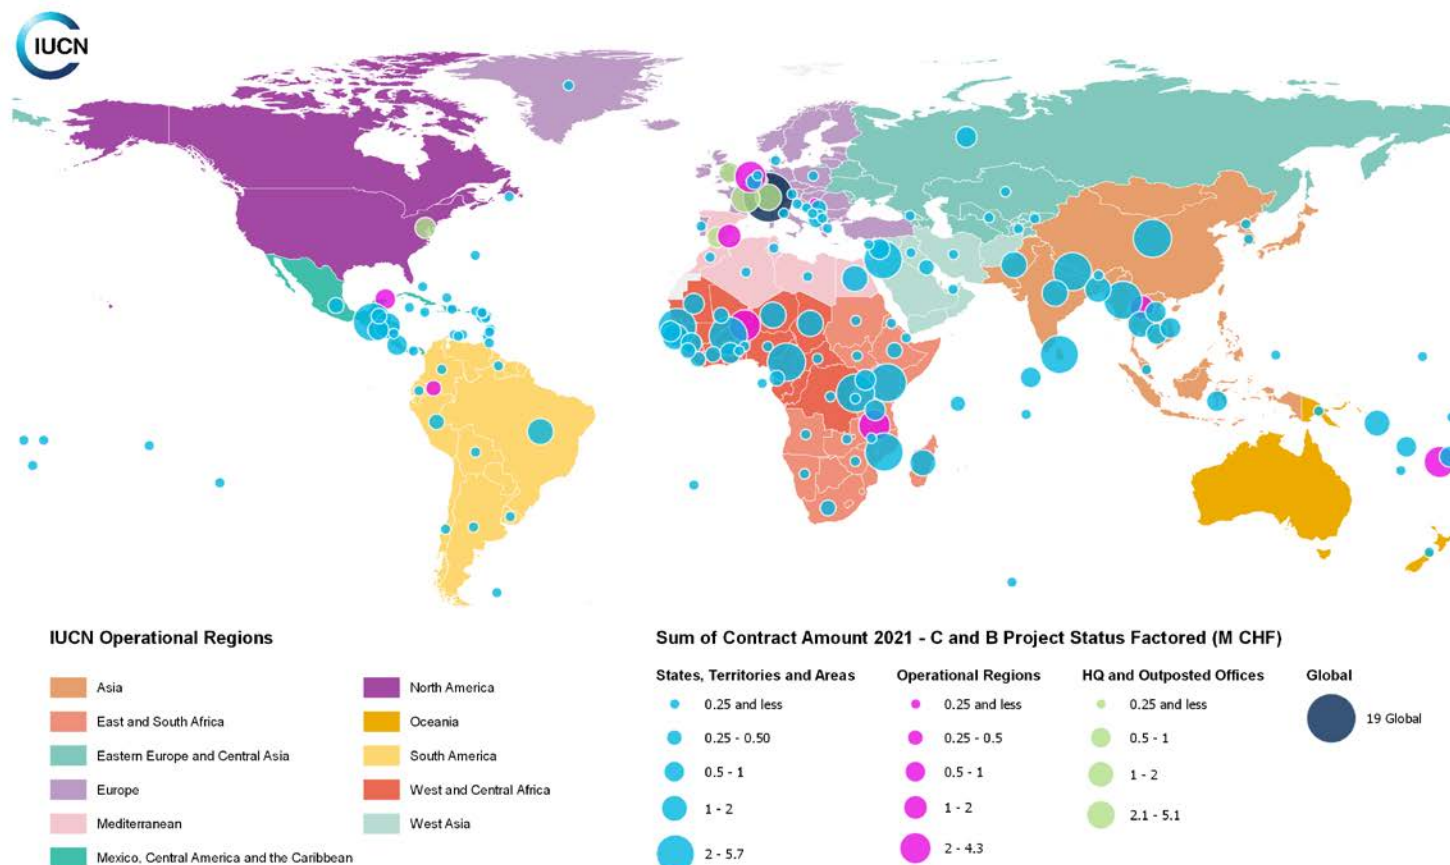 IUCN
IUCN Operational Regions
Asia
East and South Africa
Eastern Europe and Central Asia
Europe
Mediterranean
Mexico, Central America and the Caribbean
North America
Oceania
South America
West and Central Africa
West Asia
Sum of Contract Amount 2021 - C and B Project Status Factored (M CHF)
States, Territories and Areas
0.25 and less
0.25 - 0.50
0.5 - 1
1 - 2
2 - 5.7
Operational Regions
0.25 and less
0.25 - 0.5
0.5 - 1
1 - 2
2 - 4.3
HQ and Outposted Offices
0.25 and less
0.5 - 1
1 - 2
2.1 - 5.1
Global
19 Global